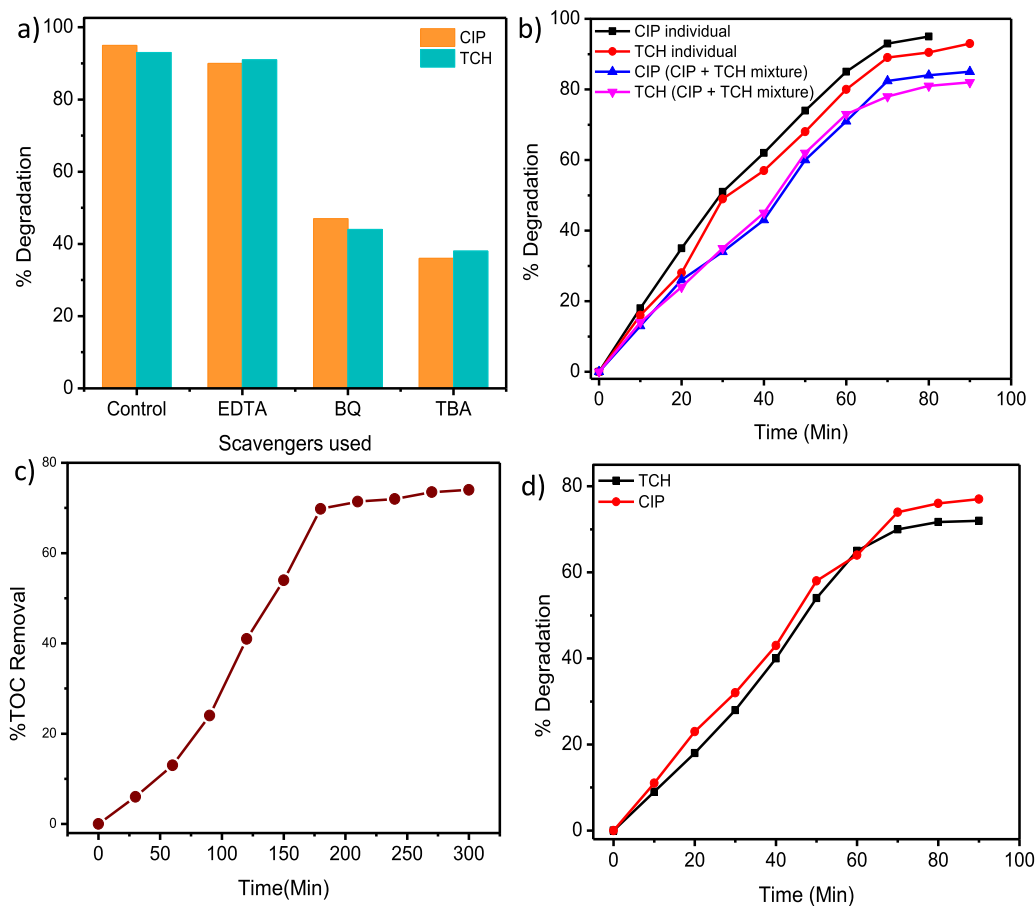 a)
CIP
TCH
% Degradation
100
80
60
40
20
0
Control EDTA BQ TBA
Scavengers used
b)
CIP individual
TCH individual
CIP (CIP + TCH mixture)
TCH (CIP + TCH mixture)
% Degradation
100
80
60
40
20
0
0 20 40 60 80 100
Time (Min)
c)
%TOC Removal
80
60
40
20
0
0 50 100 150 200 250 300
Time(Min)
d)
TCH
CIP
% Degradation
80
60
40
20
0
0 20 40 60 80 100
Time (Min)